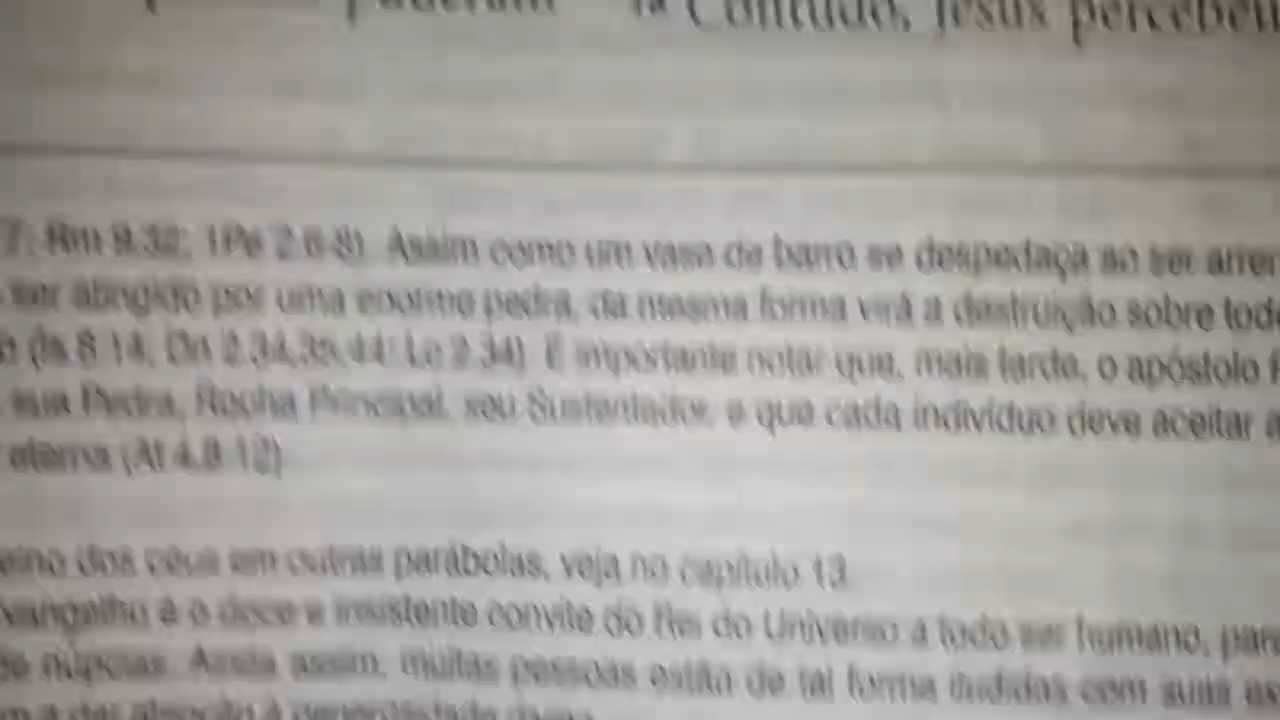 Contudo, Jesus percebeu
7; Rm 9.32; 1Pe 2.6-8). Assim como um vaso de barro se despedaça ao ser
ser atingido por uma enorme pedra, da mesma forma virá a destruição sobre
(Is 8.14; Dn 2.34,35,44; Lc 2.34). É importante notar que, mais tarde, o apóstolo
sua Pedra, Rocha Principal, seu Sustentador, e que cada indivíduo deve aceitar
eterna (At 4.8-12).
dos céus em outras parábolas, veja no capítulo 13.
é o doce e insistente convite do Rei do Universo a todo ser humano,
de núpcias. Ainda assim, muitas pessoas estão de tal forma iludidas com suas